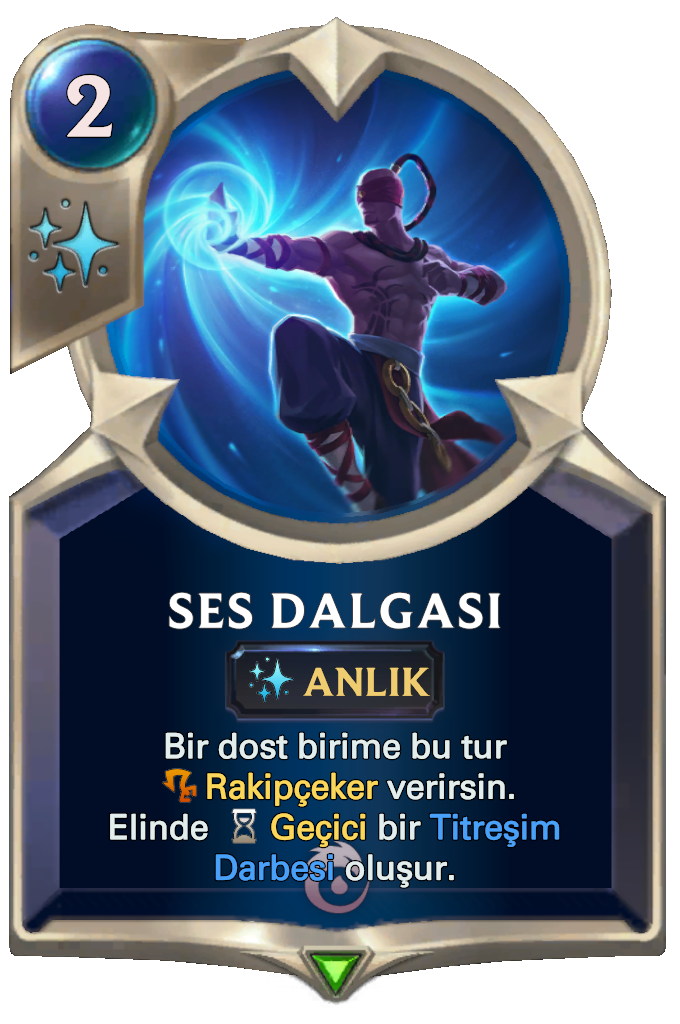 2
SES DALGASI
ANLIK
Bir dost birime bu tur
Rakipçeker verirsin.
Elinde Geçici bir Titreşim
Darbesi oluşur.